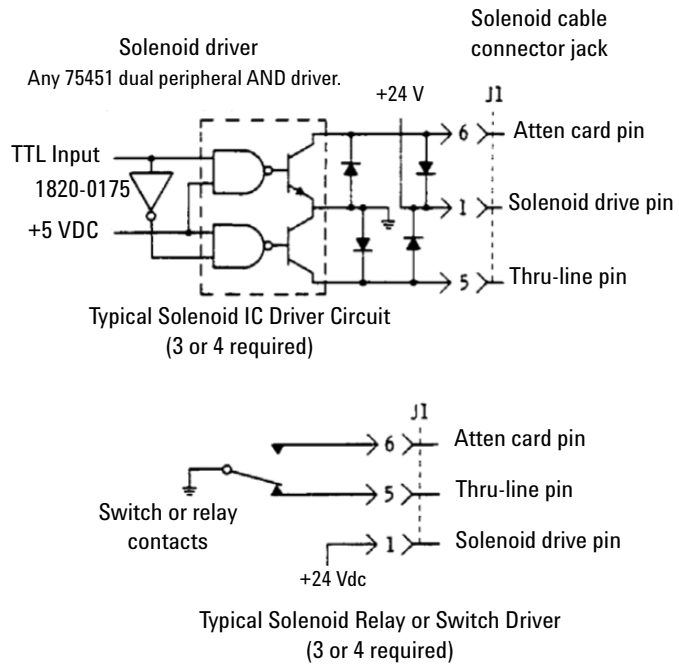 Solenoid cable
connector jack
Solenoid driver
Any 75451 dual peripheral AND driver.
+24 V
J1
TTL Input
6
Atten card pin
1820-0175
1
Solenoid drive pin
+5 VDC
5
Thru-line pin
Typical Solenoid IC Driver Circuit
(3 or 4 required)
J1
6
Atten card pin
5
Thru-line pin
Switch or relay
contacts
1
Solenoid drive pin
+24 Vdc
Typical Solenoid Relay or Switch Driver
(3 or 4 required)